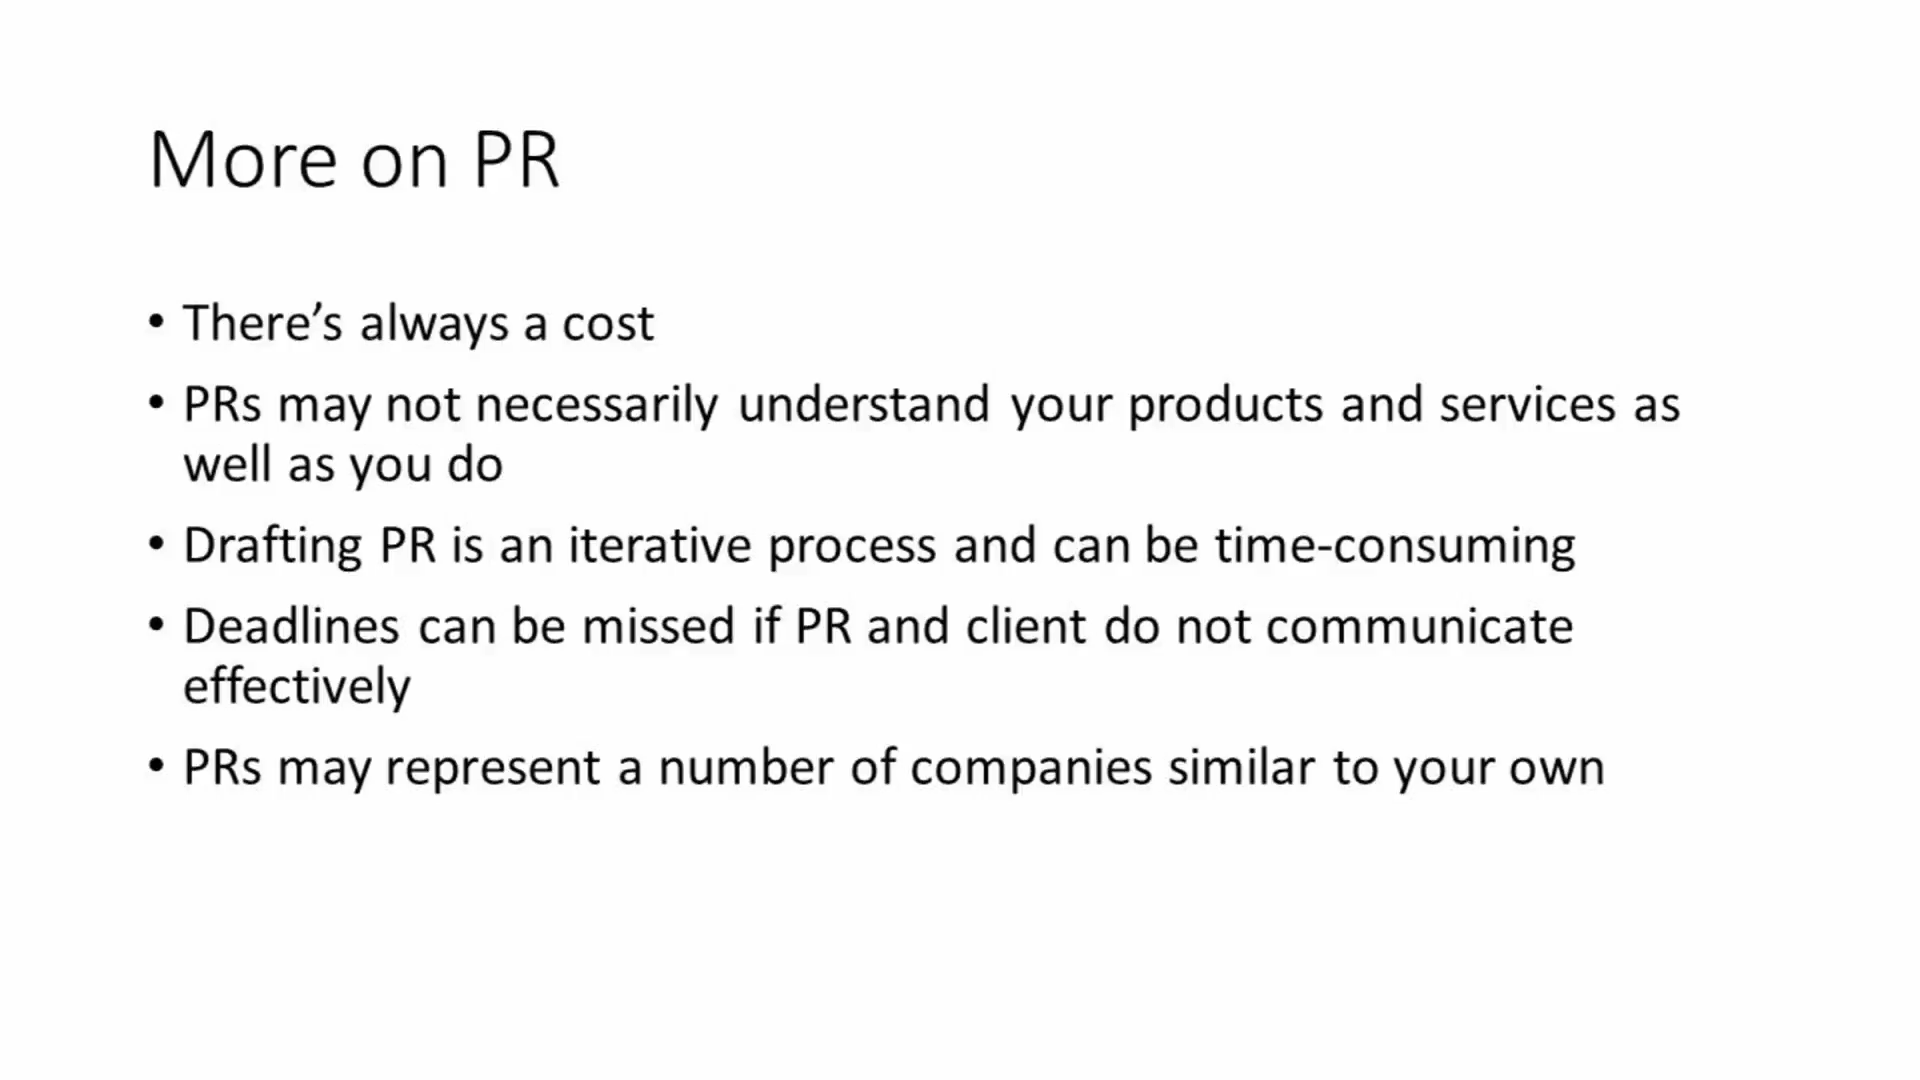 More on PR
• There’s always a cost
• PRs may not necessarily understand your products and services as
well as you do
• Drafting PR is an iterative process and can be time-consuming
• Deadlines can be missed if PR and client do not communicate
effectively
• PRs may represent a number of companies similar to your own